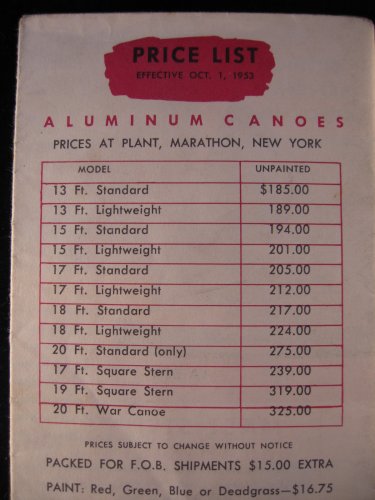 PRICE LIST
EFFECTIVE OCT. 1, 1953
ALUMINUM CANOES
PRICES AT PLANT, MARATHON, NEW YORK
MODEL UNPAINTED
13 Ft. Standard $185.00
13 Ft. Lightweight 189.00
15 Ft. Standard 194.00
15 Ft. Lightweight 201.00
17 Ft. Standard 205.00
17 Ft. Lightweight 212.00
18 Ft. Standard 217.00
18 Ft. Lightweight 224.00
20 Ft. Standard (only) 275.00
17 Ft. Square Stern 239.00
19 Ft. Square Stern 319.00
20 Ft. War Canoe 325.00
PRICES SUBJECT TO CHANGE WITHOUT NOTICE
PACKED FOR F.O.B. SHIPMENTS $15.00 EXTRA
PAINT: Red, Green, Blue or Deadgrass—$16.75